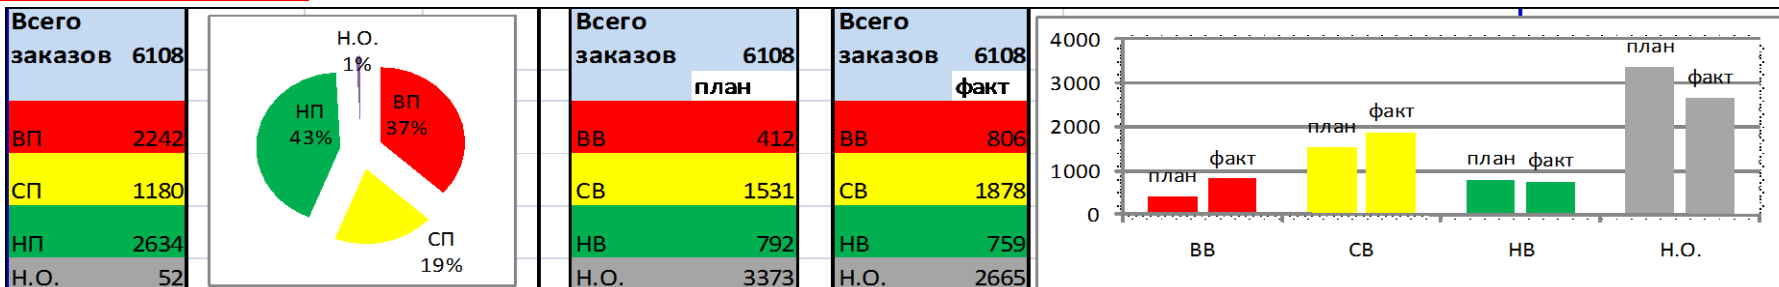 Всего
заказов 6108
ВП 2242
СП 1180
НП 2634
Н.О. 52
Н.О.
1%
ВП
37%
НП
43%
СП
19%
Всего
заказов 6108
план
ВВ 412
СВ 1531
НВ 792
Н.О. 3373
Всего
заказов 6108
факт
ВВ 806
СВ 1878
НВ 759
Н.О. 2665
4000
3000
2000
1000
0
план
факт
план
факт
план
факт
план
факт
ВВ СВ НВ Н.О.